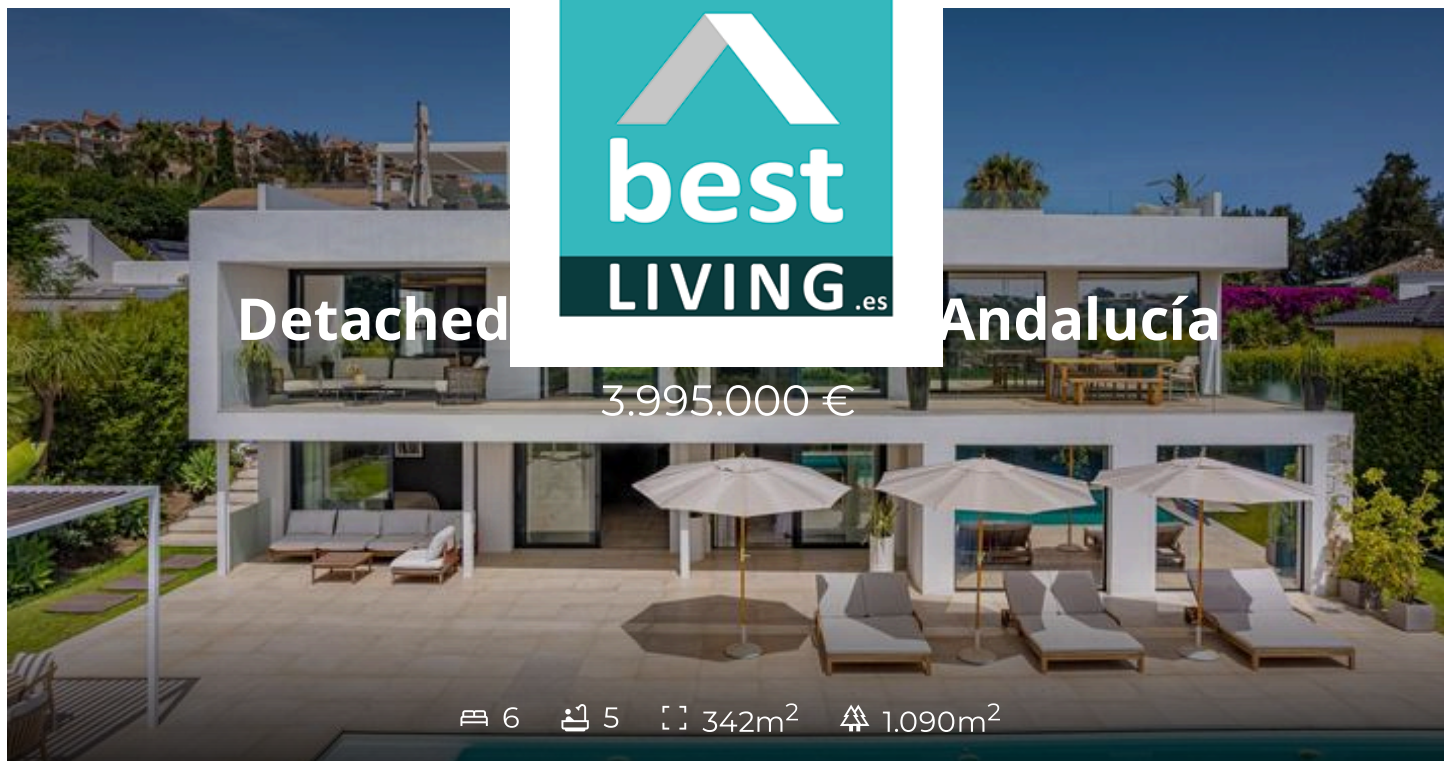 best
LIVING.es
Detached Andalucía
3.995.000 €
6 5 342m² 1.090m²